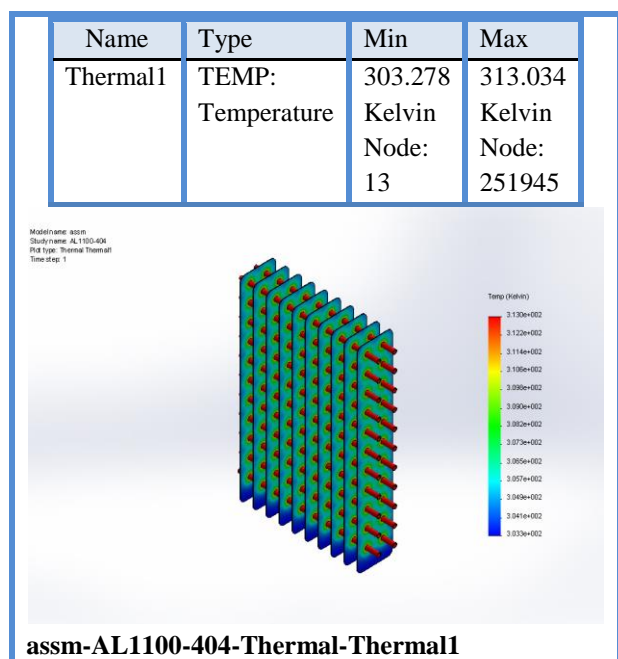 Name Type Min Max
Thermal1 TEMP: 303.278 313.034
Temperature Kelvin Kelvin
Node: Node:
13 251945
Model name: assm
Study name: AL1100-404
Plot type: Thermal Thermal1
Time step: 1
Temp (Kelvin)
3.130e+002
3.122e+002
3.114e+002
3.106e+002
3.098e+002
3.090e+002
3.082e+002
3.073e+002
3.065e+002
3.057e+002
3.049e+002
3.041e+002
3.033e+002
assm-AL1100-404-Thermal-Thermal1